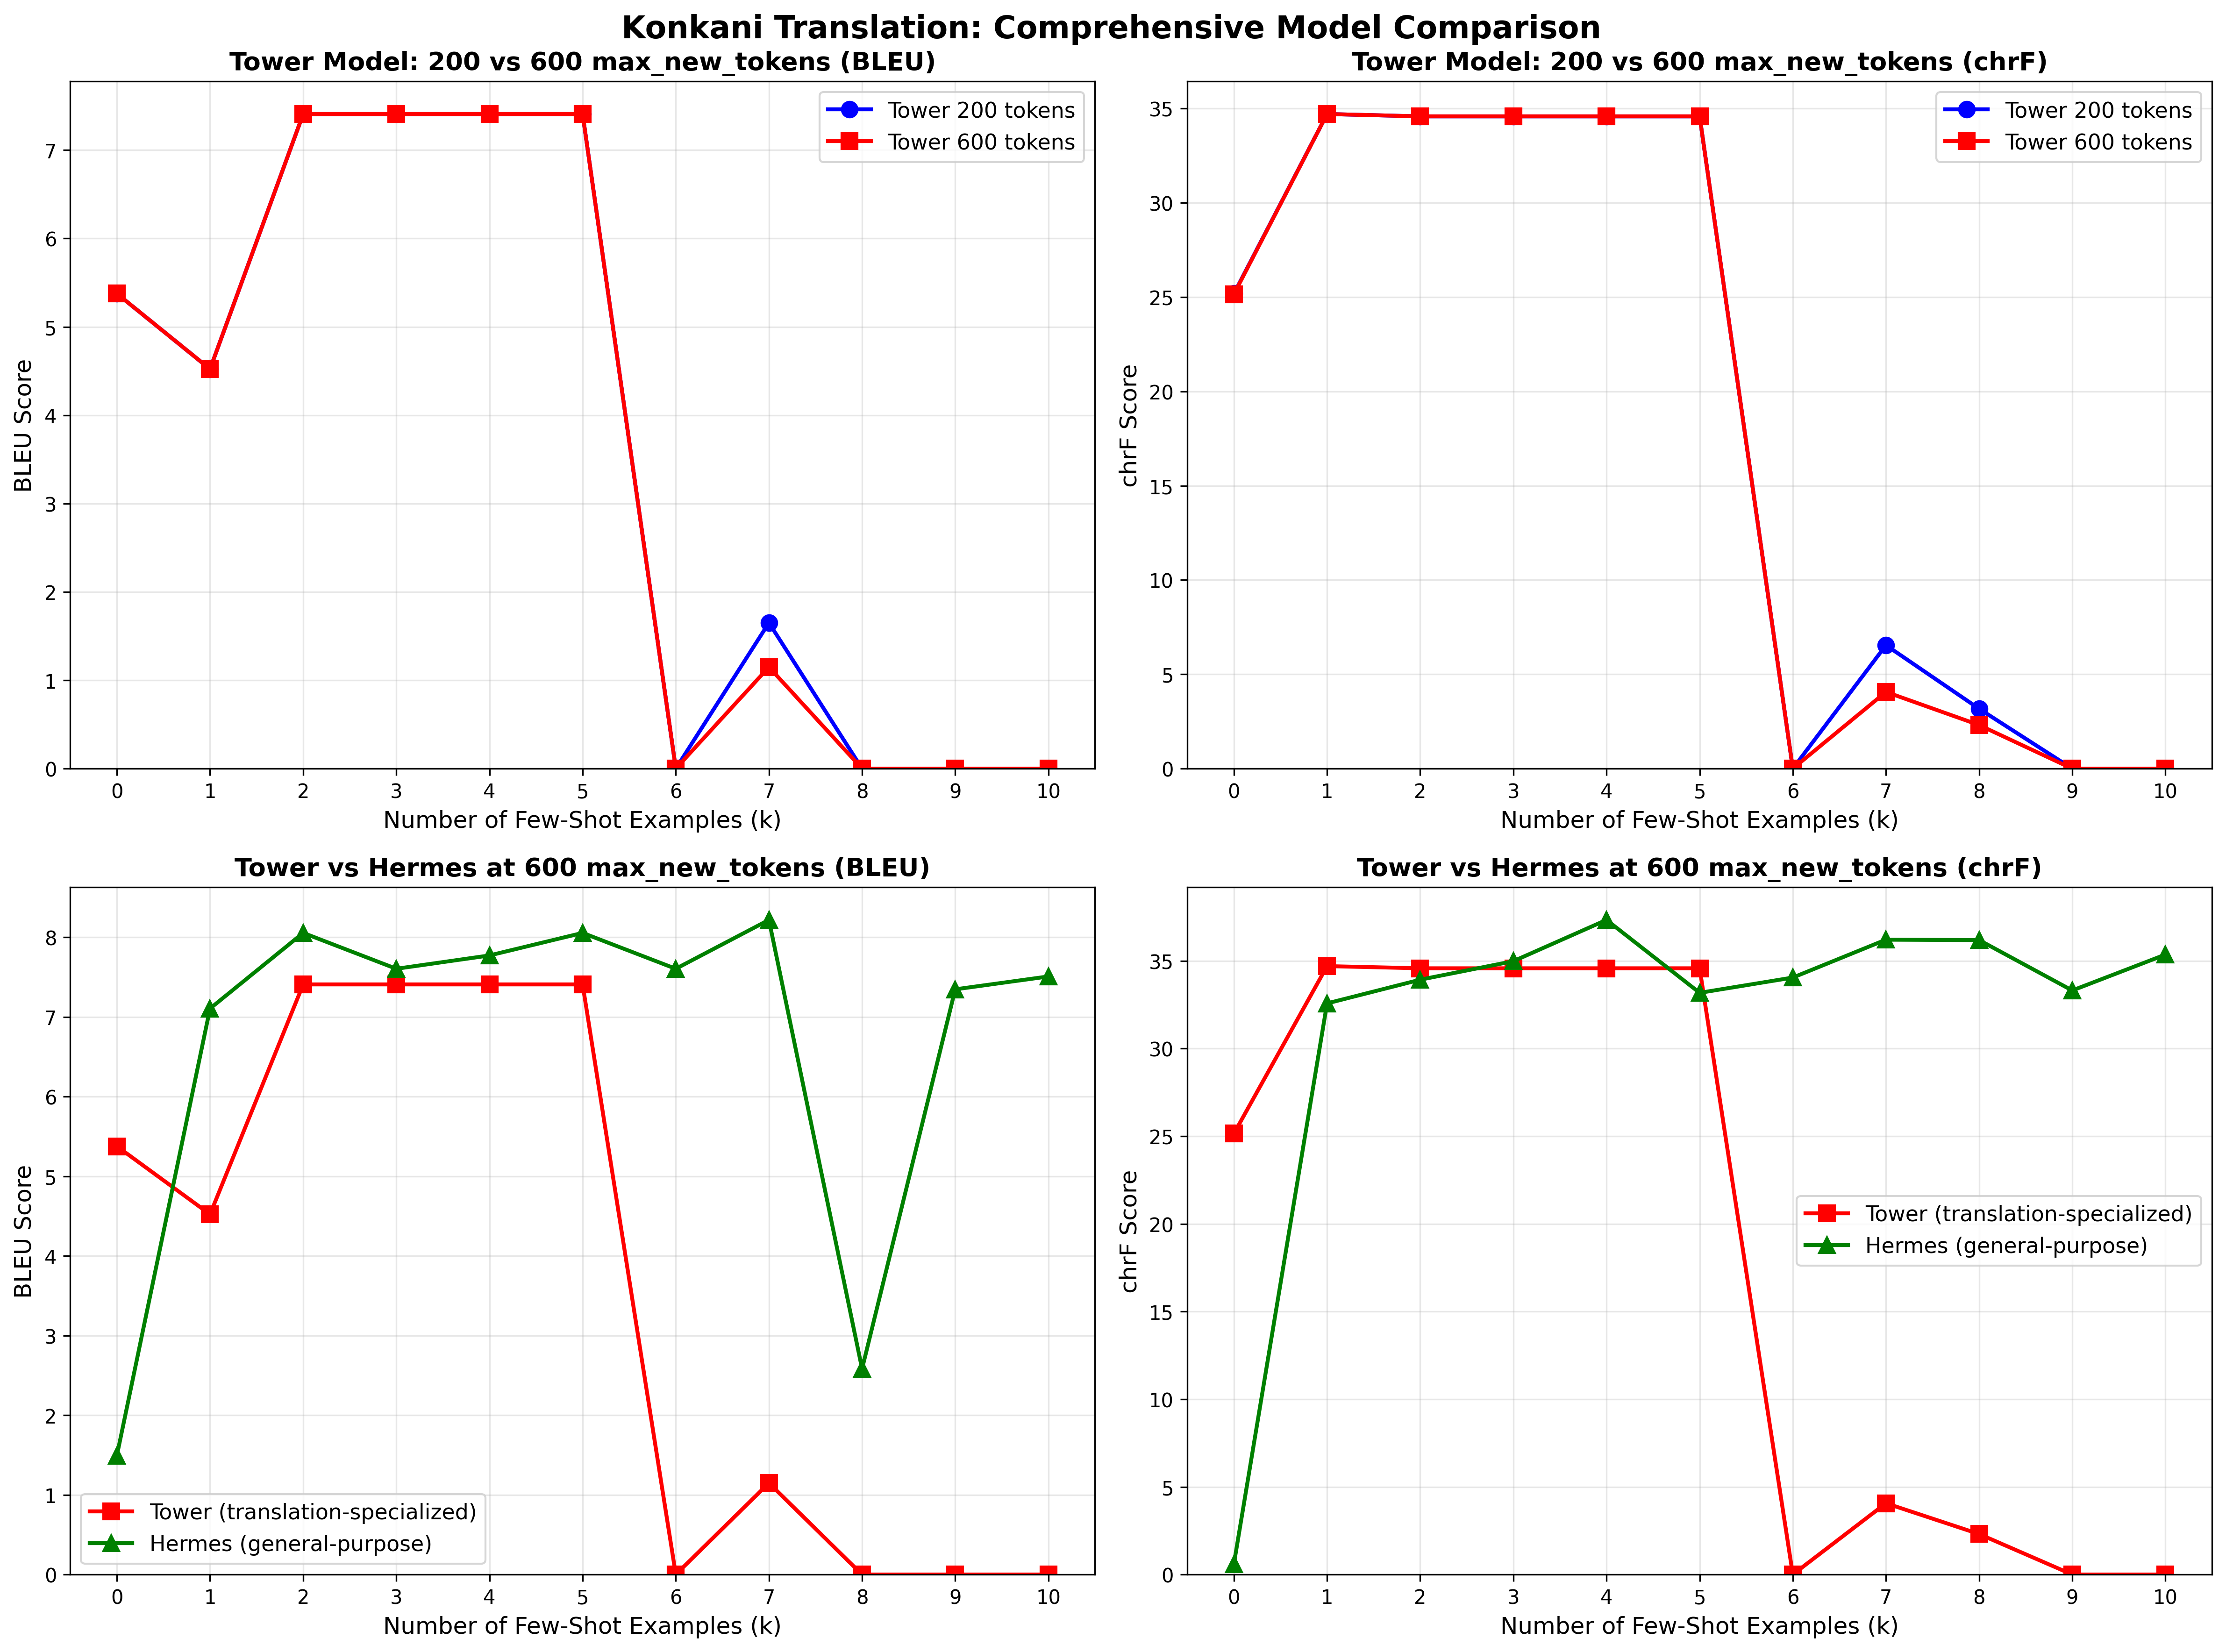 Konkani Translation: Comprehensive Model Comparison
Tower Model: 200 vs 600 max_new_tokens (BLEU)
BLEU Score
7
6
5
4
3
2
1
0
Tower 200 tokens
Tower 600 tokens
0 1 2 3 4 5 6 7 8 9 10
Number of Few-Shot Examples (k)
Tower Model: 200 vs 600 max_new_tokens (chrF)
chrF Score
35
30
25
20
15
10
5
0
Tower 200 tokens
Tower 600 tokens
0 1 2 3 4 5 6 7 8 9 10
Number of Few-Shot Examples (k)
Tower vs Hermes at 600 max_new_tokens (BLEU)
BLEU Score
8
7
6
5
4
3
2
1
0
Tower (translation-specialized)
Hermes (general-purpose)
0 1 2 3 4 5 6 7 8 9 10
Number of Few-Shot Examples (k)
Tower vs Hermes at 600 max_new_tokens (chrF)
chrF Score
35
30
25
20
15
10
5
0
Tower (translation-specialized)
Hermes (general-purpose)
0 1 2 3 4 5 6 7 8 9 10
Number of Few-Shot Examples (k)